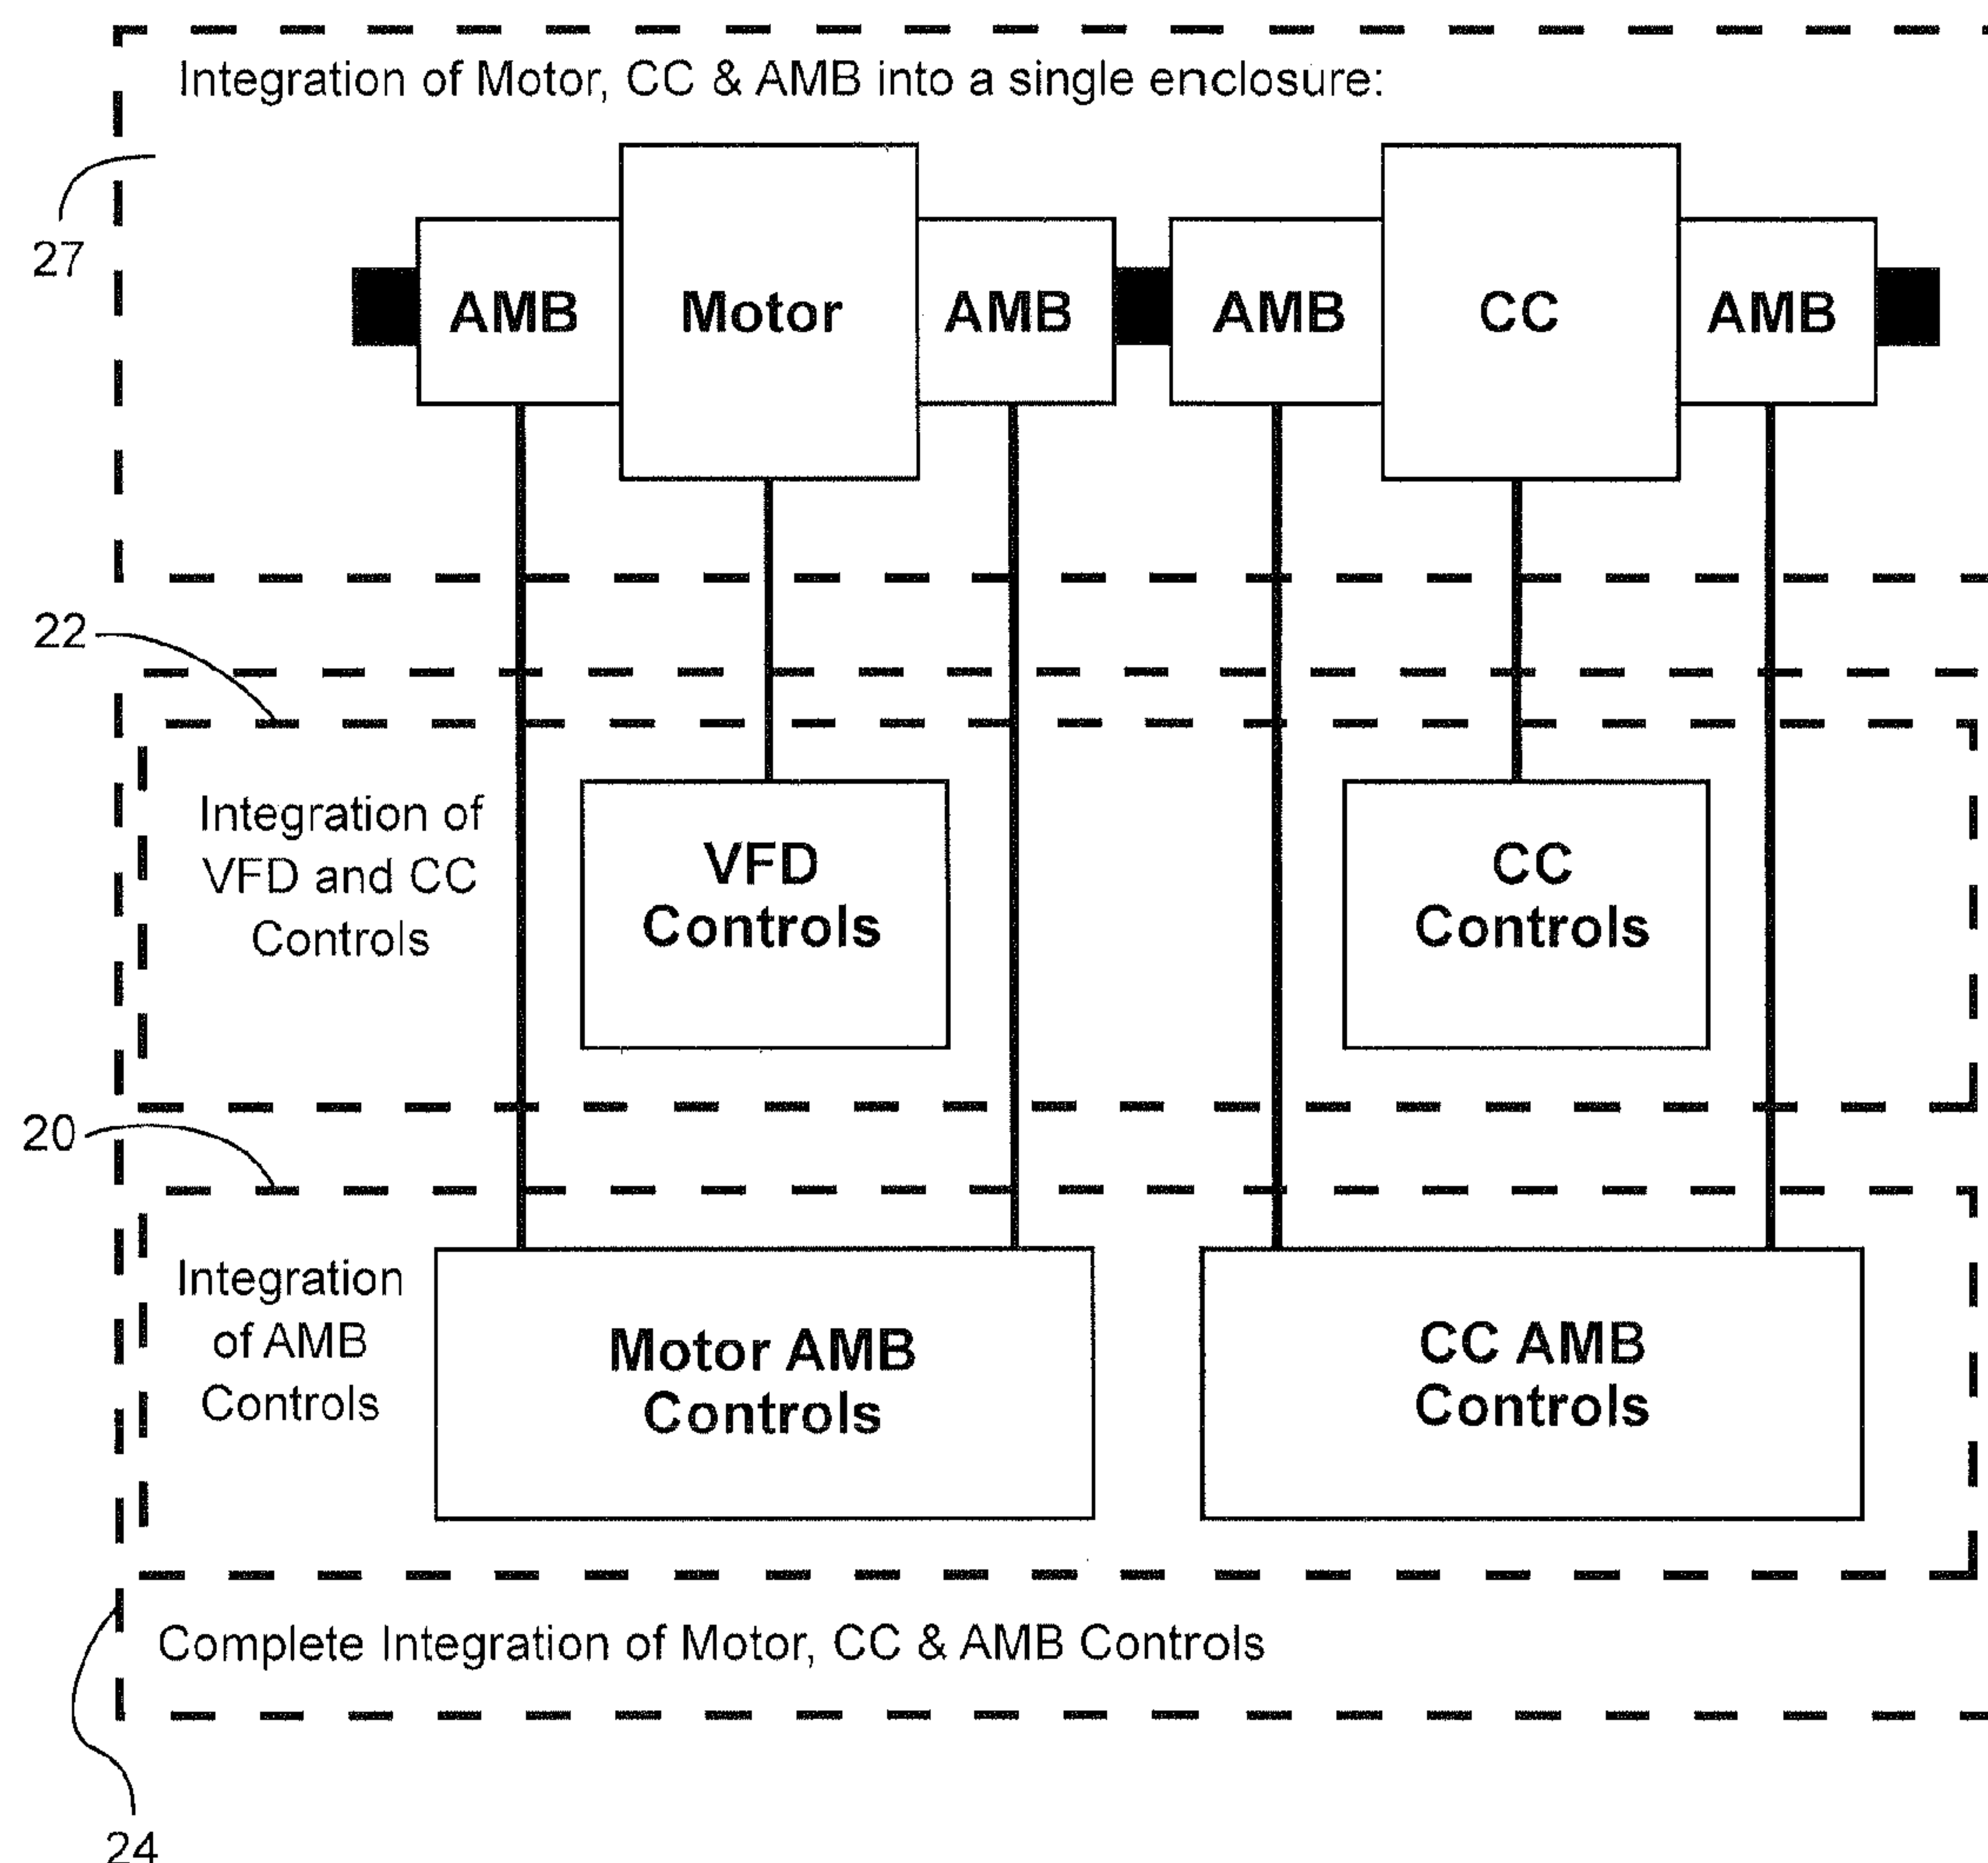 Integration of Motor, CC & AMB into a single enclosure:
27
AMB
Motor
AMB
AMB
CC
AMB
22
Integration of
VFD and CC
Controls
VFD
Controls
CC
Controls
20
Integration
of AMB
Controls
Motor AMB
Controls
CC AMB
Controls
Complete Integration of Motor, CC & AMB Controls
24